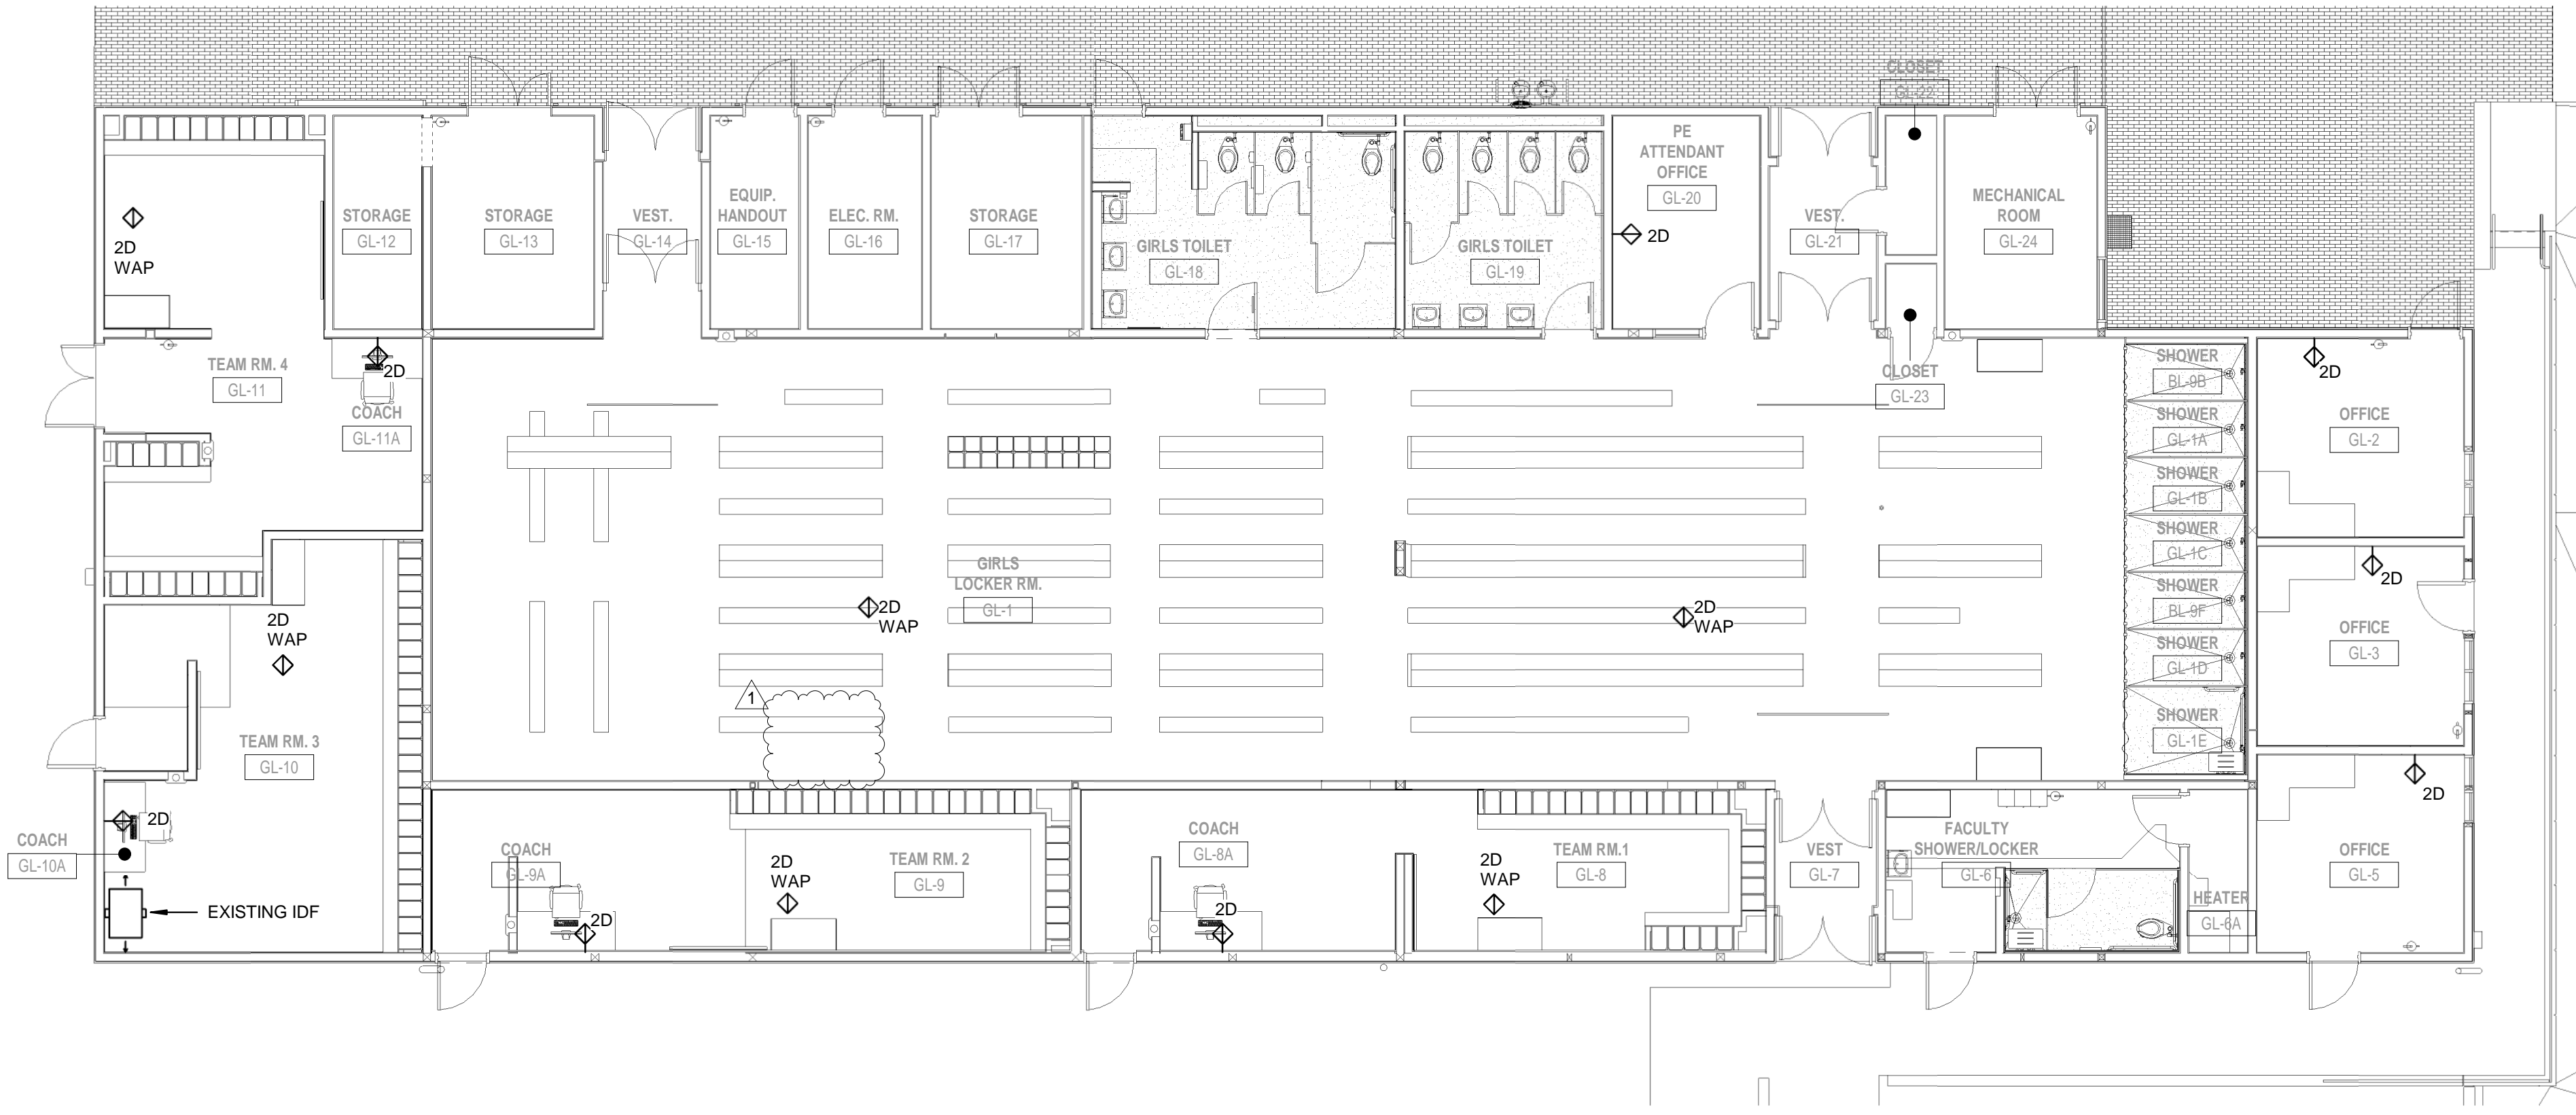 CLOSET
GL-22
PE
ATTENDANT
OFFICE
GL-20
2D
STORAGE
GL-12
STORAGE
GL-13
VEST.
GL-14
EQUIP.
HANDOUT
GL-15
ELEC. RM.
GL-16
STORAGE
GL-17
GIRLS TOILET
GL-18
GIRLS TOILET
GL-19
VEST.
GL-21
MECHANICAL
ROOM
GL-24
2D
WAP
TEAM RM. 4
GL-11
2D
COACH
GL-11A
CLOSET
GL-23
SHOWER
BL-9B
SHOWER
GL-1A
SHOWER
GL-1B
SHOWER
GL-1C
SHOWER
BL-9F
SHOWER
GL-1D
SHOWER
GL-1E
2D
OFFICE
GL-2
2D
OFFICE
GL-3
2D
OFFICE
GL-5
GIRLS
LOCKER RM.
GL-1
2D
WAP
2D
WAP
2D
WAP
1
TEAM RM. 3
GL-10
2D
COACH
GL-10A
EXISTING IDF
COACH
GL-9A
2D
2D
WAP
TEAM RM. 2
GL-9
COACH
GL-8A
2D
2D
WAP
TEAM RM.1
GL-8
VEST
GL-7
FACULTY
SHOWER/LOCKER
GL-6
HEATER
GL-6A